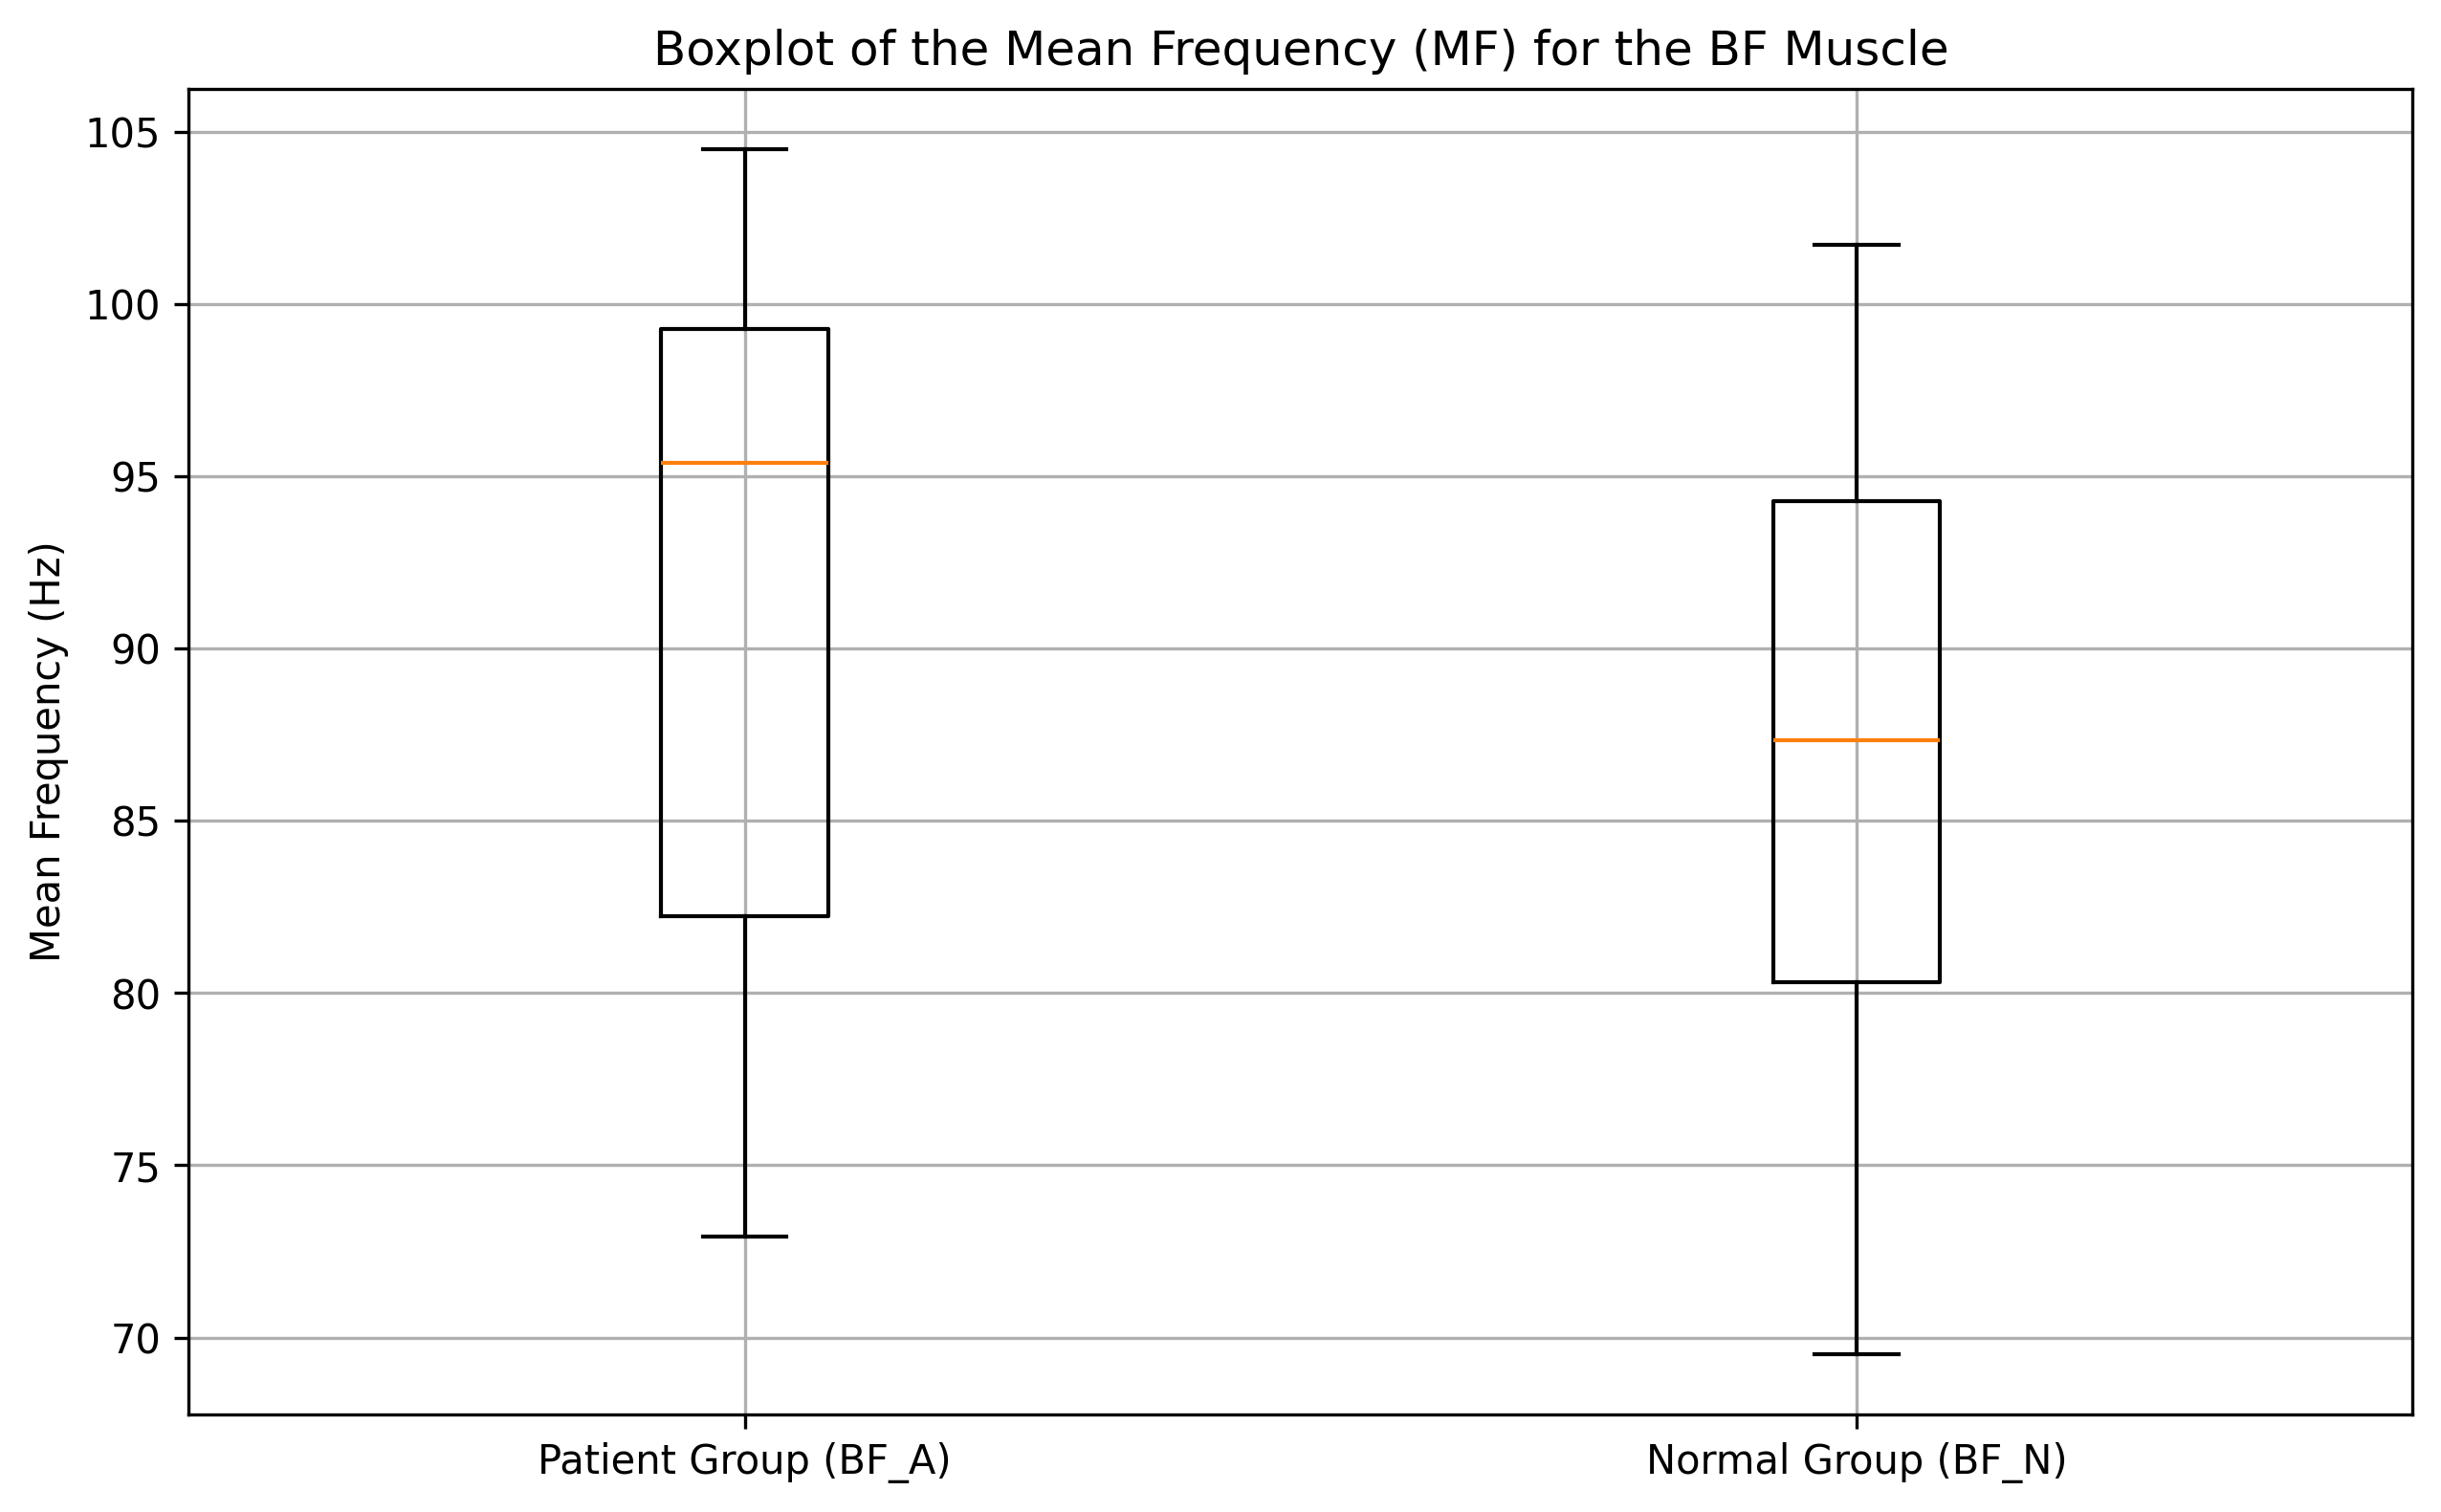 Boxplot of the Mean Frequency (MF) for the BF Muscle
Mean Frequency (Hz)
105
100
95
90
85
80
75
70
Patient Group (BF_A)
Normal Group (BF_N)